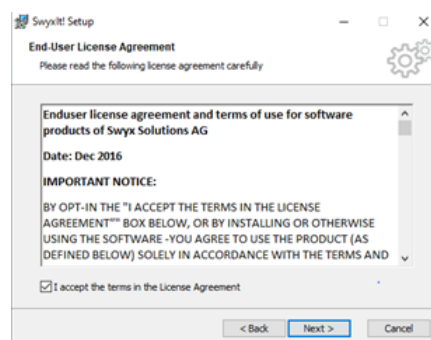 SwyxIt! Setup
End-User License Agreement
Please read the following license agreement carefully
Enduser license agreement and terms of use for software
products of Swyx Solutions AG
Date: Dec 2016
IMPORTANT NOTICE:
BY OPT-IN THE "I ACCEPT THE TERMS IN THE LICENSE
AGREEMENT"" BOX BELOW, OR BY INSTALLING OR OTHERWISE
USING THE SOFTWARE -YOU AGREE TO USE THE PRODUCT (AS
DEFINED BELOW) SOLELY IN ACCORDANCE WITH THE TERMS AND
I accept the terms in the License Agreement
< Back Next > Cancel